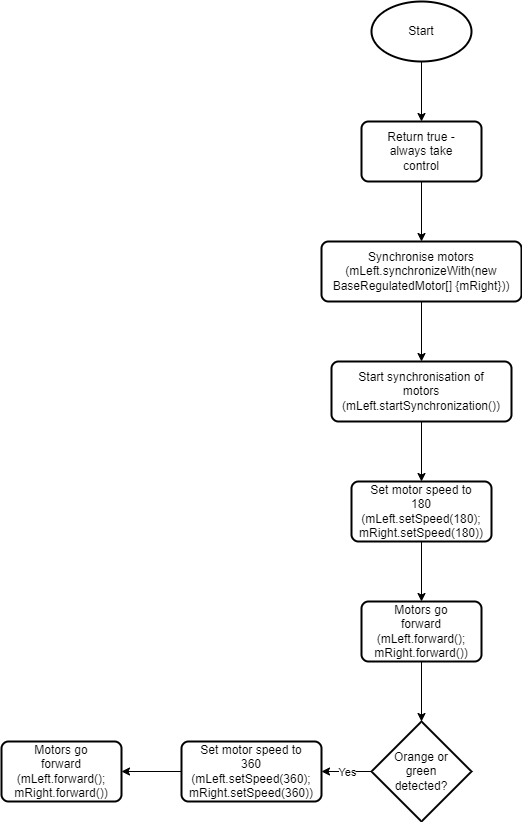 Start
Return true -
always take
control
Synchronise motors
(mLeft.synchronizeWith(new
BaseRegulatedMotor[] {mRight}))
Start synchronisation of
motors
(mLeft.startSynchronization())
Set motor speed to
180
(mLeft.setSpeed(180);
mRight.setSpeed(180))
Motors go
forward
(mLeft.forward();
mRight.forward())
Orange or
green
detected?
Yes
Set motor speed to
360
(mLeft.setSpeed(360);
mRight.setSpeed(360))
Motors go
forward
(mLeft.forward();
mRight.forward())